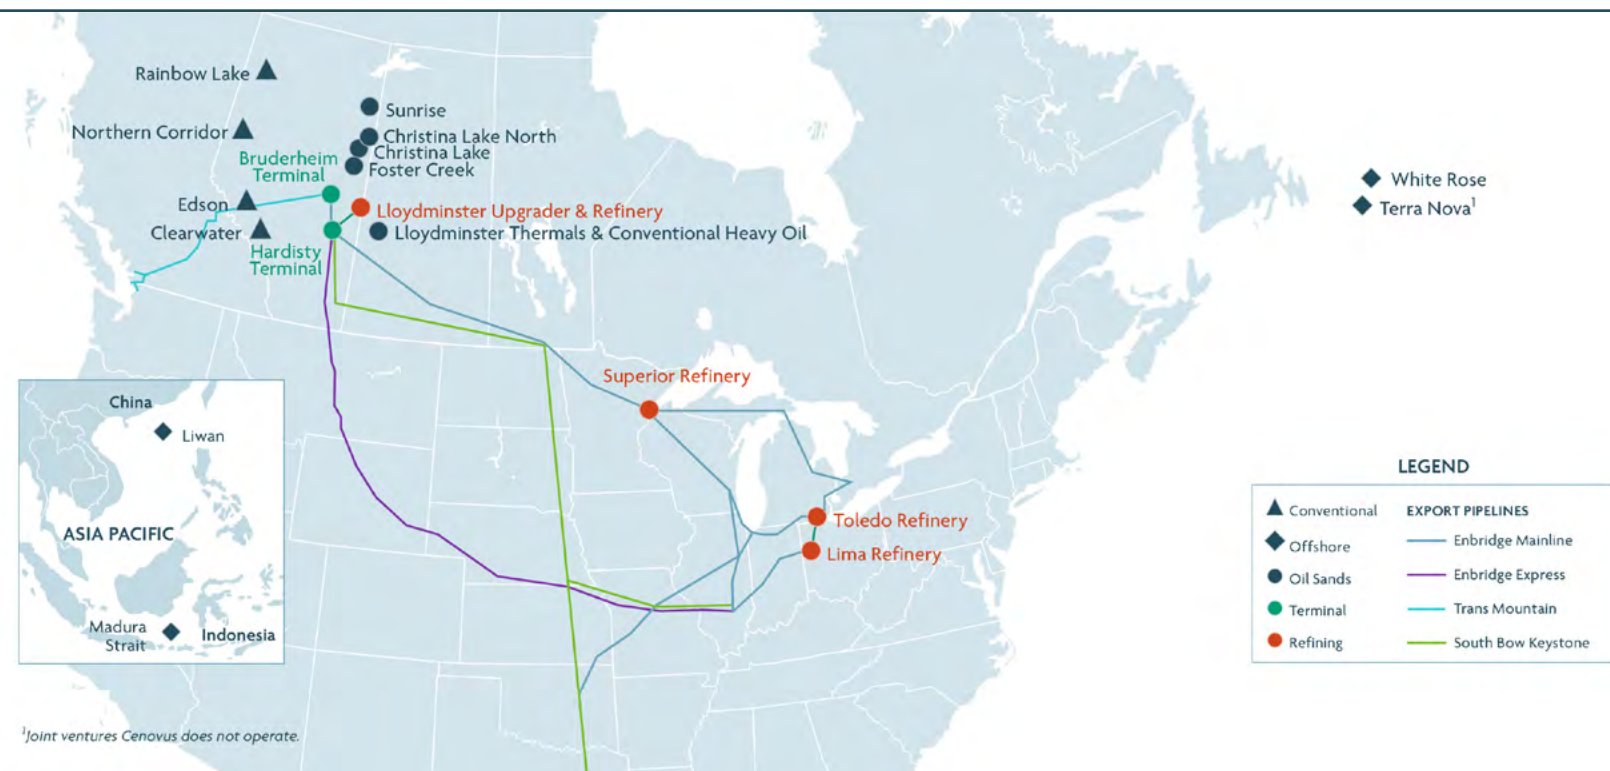 Rainbow Lake
Sunrise
Northern Corridor
Christina Lake North
Christina Lake
Foster Creek
Bruderheim
Terminal
Edson
Lloydminster Upgrader & Refinery
Clearwater
Lloydminster Thermals & Conventional Heavy Oil
Hardisty
Terminal
White Rose
Terra Nova¹
Superior Refinery
Toledo Refinery
Lima Refinery
China
Liwan
ASIA PACIFIC
Madura
Strait
Indonesia
LEGEND
Conventional
Offshore
Oil Sands
Terminal
Refining
EXPORT PIPELINES
Enbridge Mainline
Enbridge Express
Trans Mountain
South Bow Keystone
¹Joint ventures Cenovus does not operate.